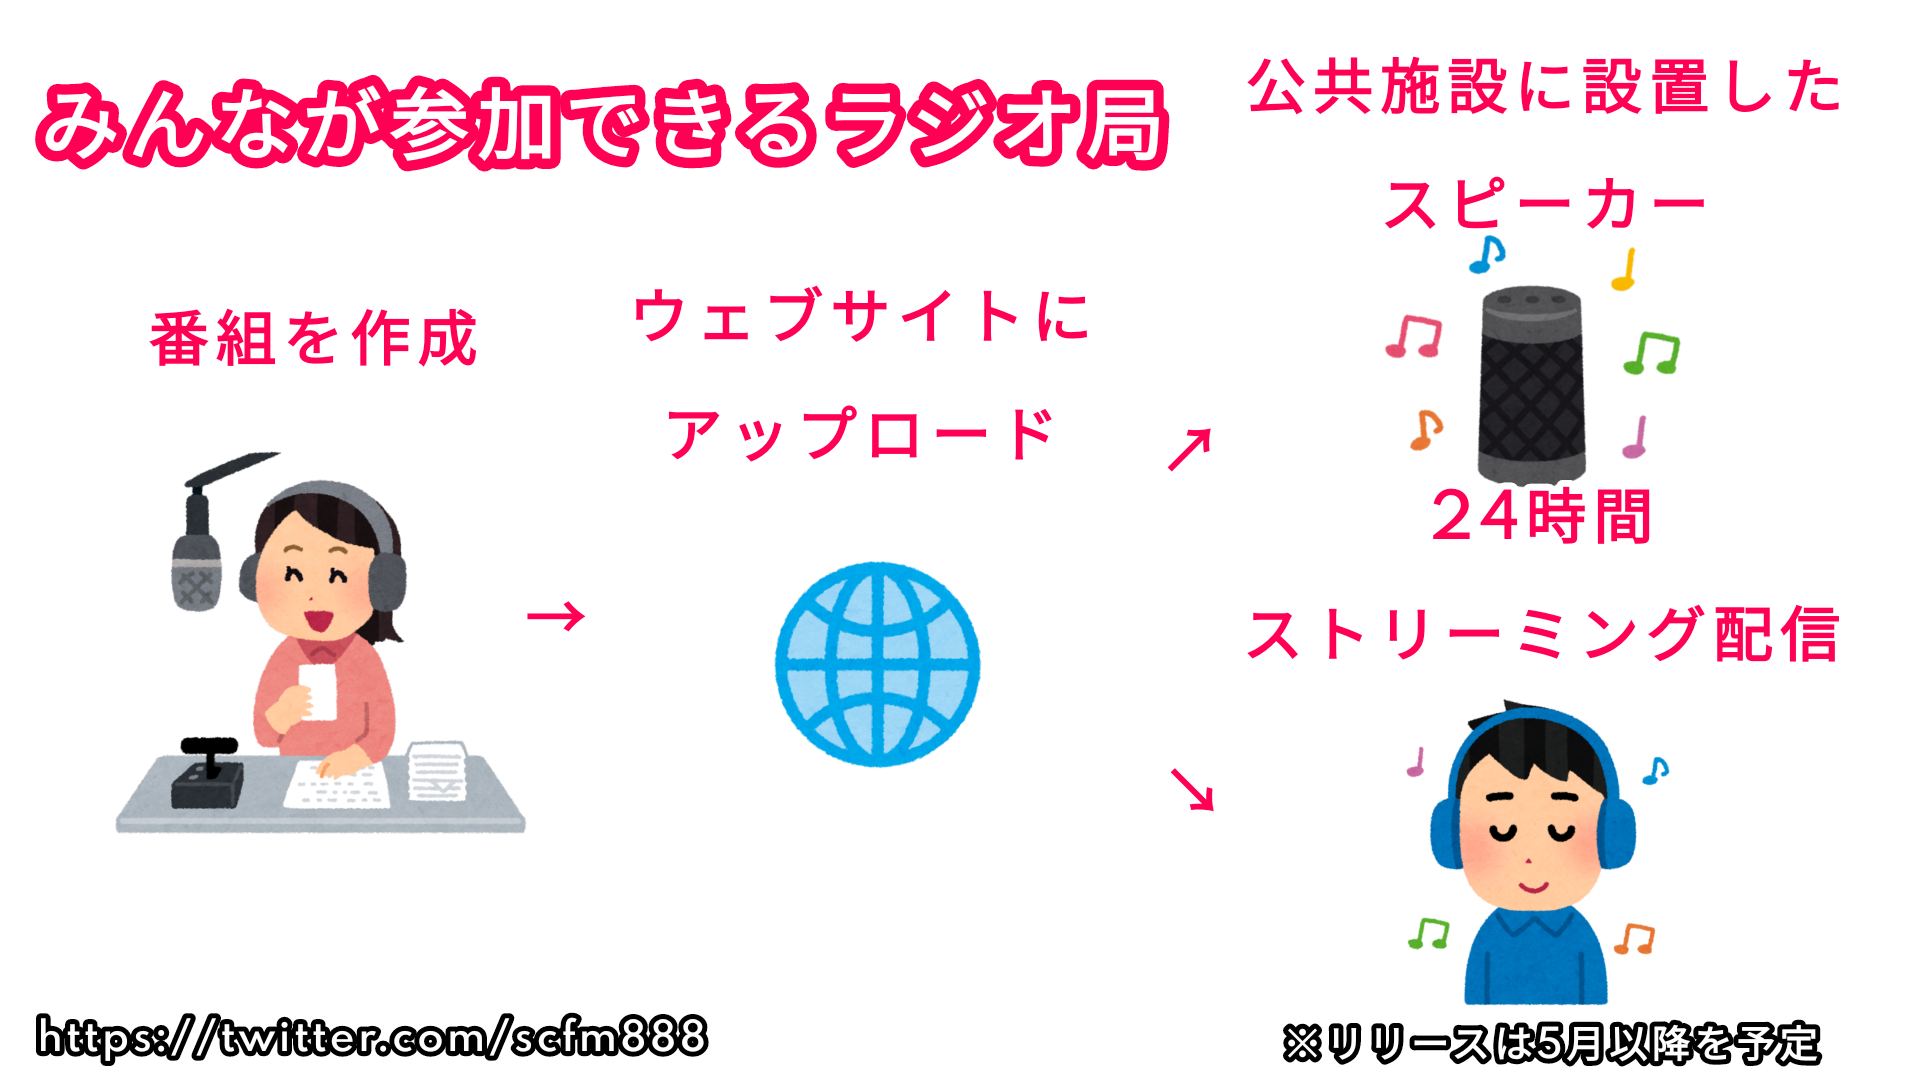 みんなが参加できるラジオ局
番組を作成
→
ウェブサイトに
アップロード
↗
公共施設に設置した
スピーカー
↘
24時間
ストリーミング配信
https://twitter.com/scfm888
※リリースは5月以降を予定